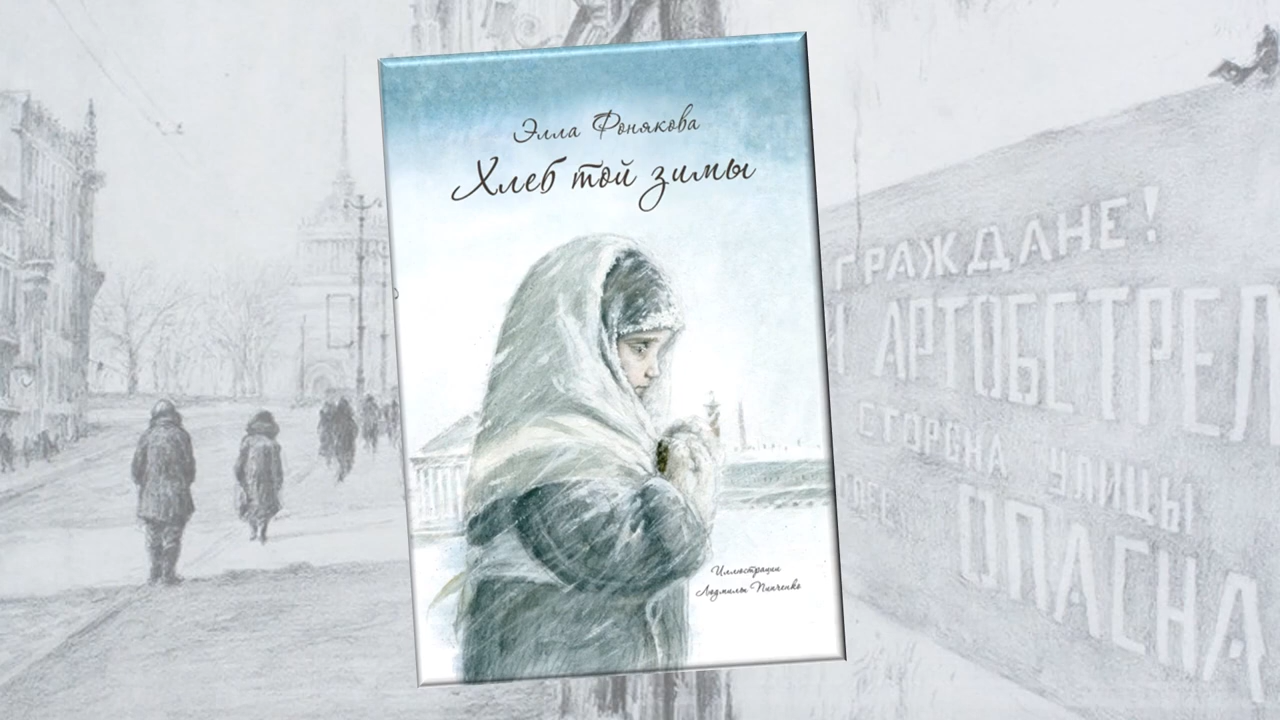 Элла Фонякова
Хлеб той зимы
Иллюстрации
Людмилы Пипченко
ГРАЖДАНЕ!
АРТОБСТРЕЛ
СТОРОНА УЛИЦЫ
ОПАСНА